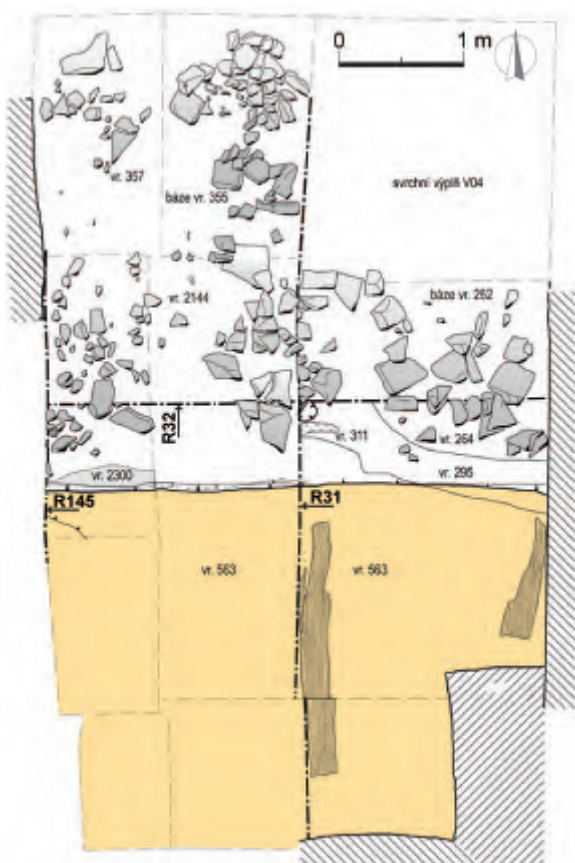 0 1 m
vr. 357
báze vr. 355
svrchní výplň V04
vr. 2144
báze vr. 262
R32
vr. 311
vr. 264
vr. 2300
vr. 295
R145
R31
vr. 563
vr. 563